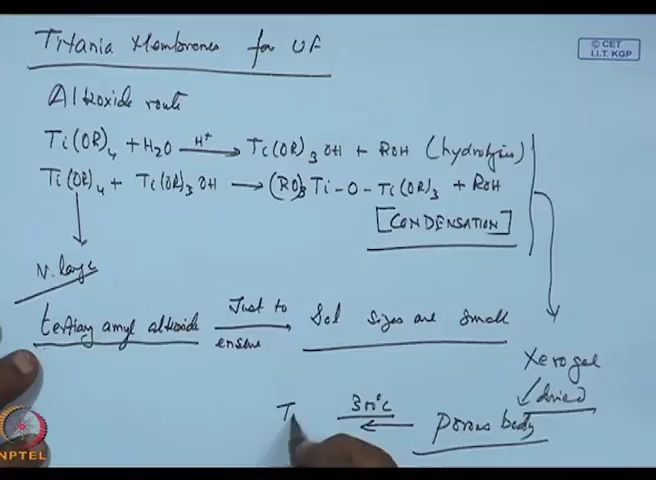 Titania Membranes for UF
© CET
I.I.T. KGP
Alkoxide route
Ti(OR)4 + H2O H+ → Ti(OR)3 OH + ROH (hydrolysis)
Ti(OR)4 + Ti(OR)3 OH → (RO)3 Ti-O-Ti(OR)3 + ROH
[CONDENSATION]
V. large
tertiary amyl alkoxide Just to ensure → Sol sizes are small
Xerogel
dried
T ← porous body
NPTEL